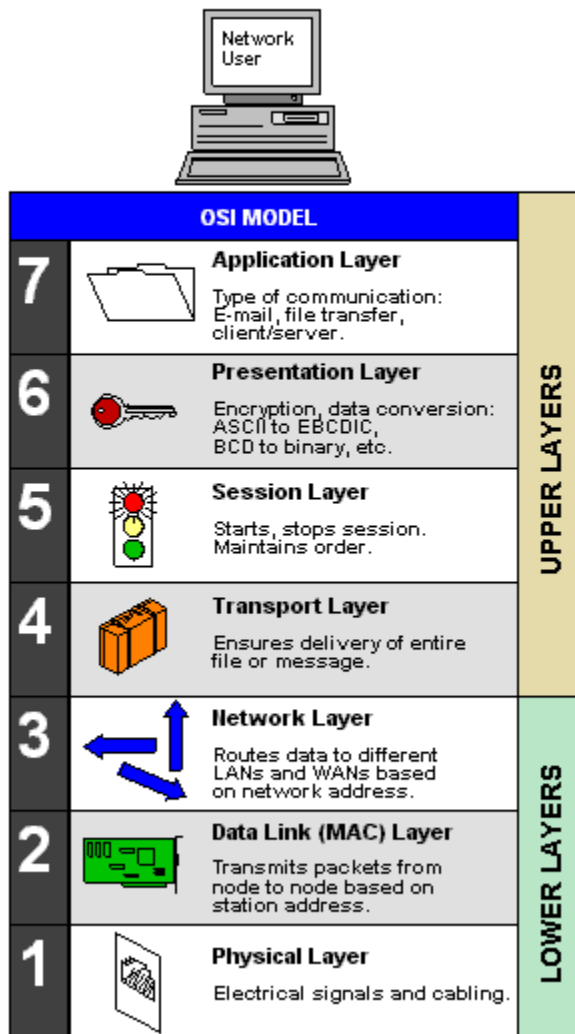 Network
User
OSI MODEL
7
Application Layer
Type of communication:
E-mail, file transfer,
client/server.
6
Presentation Layer
Encryption, data conversion:
ASCII to EBCDIC,
BCD to binary, etc.
5
Session Layer
Starts, stops session.
Maintains order.
4
Transport Layer
Ensures delivery of entire
file or message.
UPPER LAYERS
3
Network Layer
Routes data to different
LANs and WANs based
on network address.
2
Data Link (MAC) Layer
Transmits packets from
node to node based on
station address.
1
Physical Layer
Electrical signals and cabling.
LOWER LAYERS